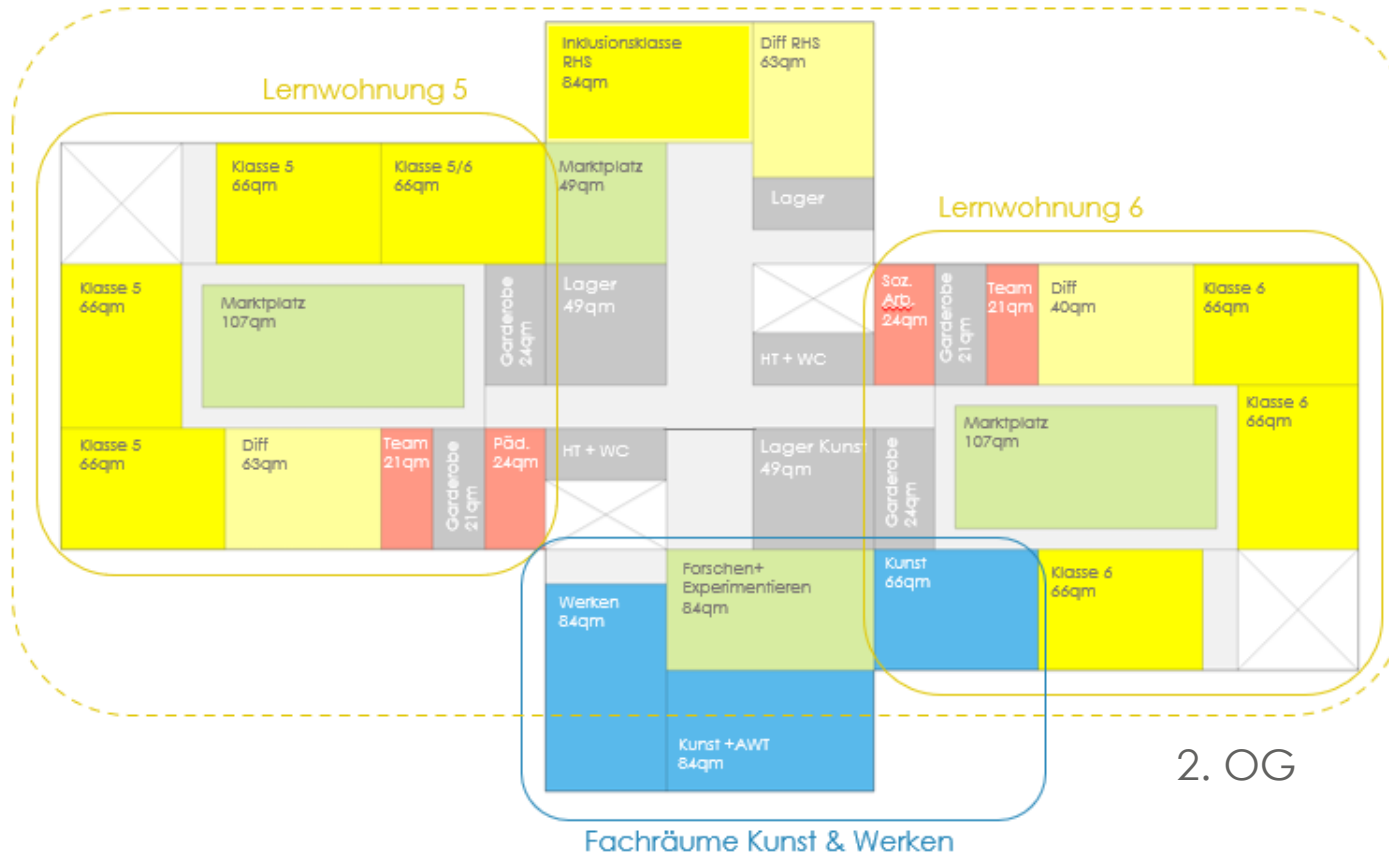 Inklusionsklasse
RHS
84qm
Diff RHS
63qm
Lernwohnung 5
Klasse 5
66qm
Klasse 5/6
66qm
Marktplatz
49qm
Lager
Lernwohnung 6
Klasse 5
66qm
Marktplatz
107qm
Garderobe
24qm
Lager
49qm
HT + WC
Soz.
Arb.
24qm
Garderobe
21qm
Team
21qm
Diff
40qm
Klasse 6
66qm
Klasse 5
66qm
Diff
63qm
Team
21qm
Garderobe
21qm
Päd.
24qm
HT + WC
Lager Kunst
49qm
Garderobe
24qm
Marktplatz
107qm
Klasse 6
66qm
Werken
84qm
Forschen+
Experimentieren
84qm
Kunst
66qm
Klasse 6
66qm
Kunst +AWT
84qm
2. OG
Fachräume Kunst & Werken